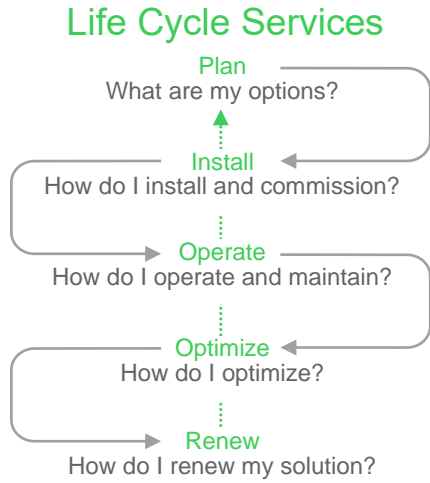 Life Cycle Services
Plan
What are my options?
Install
How do I install and commission?
Operate
How do I operate and maintain?
Optimize
How do I optimize?
Renew
How do I renew my solution?